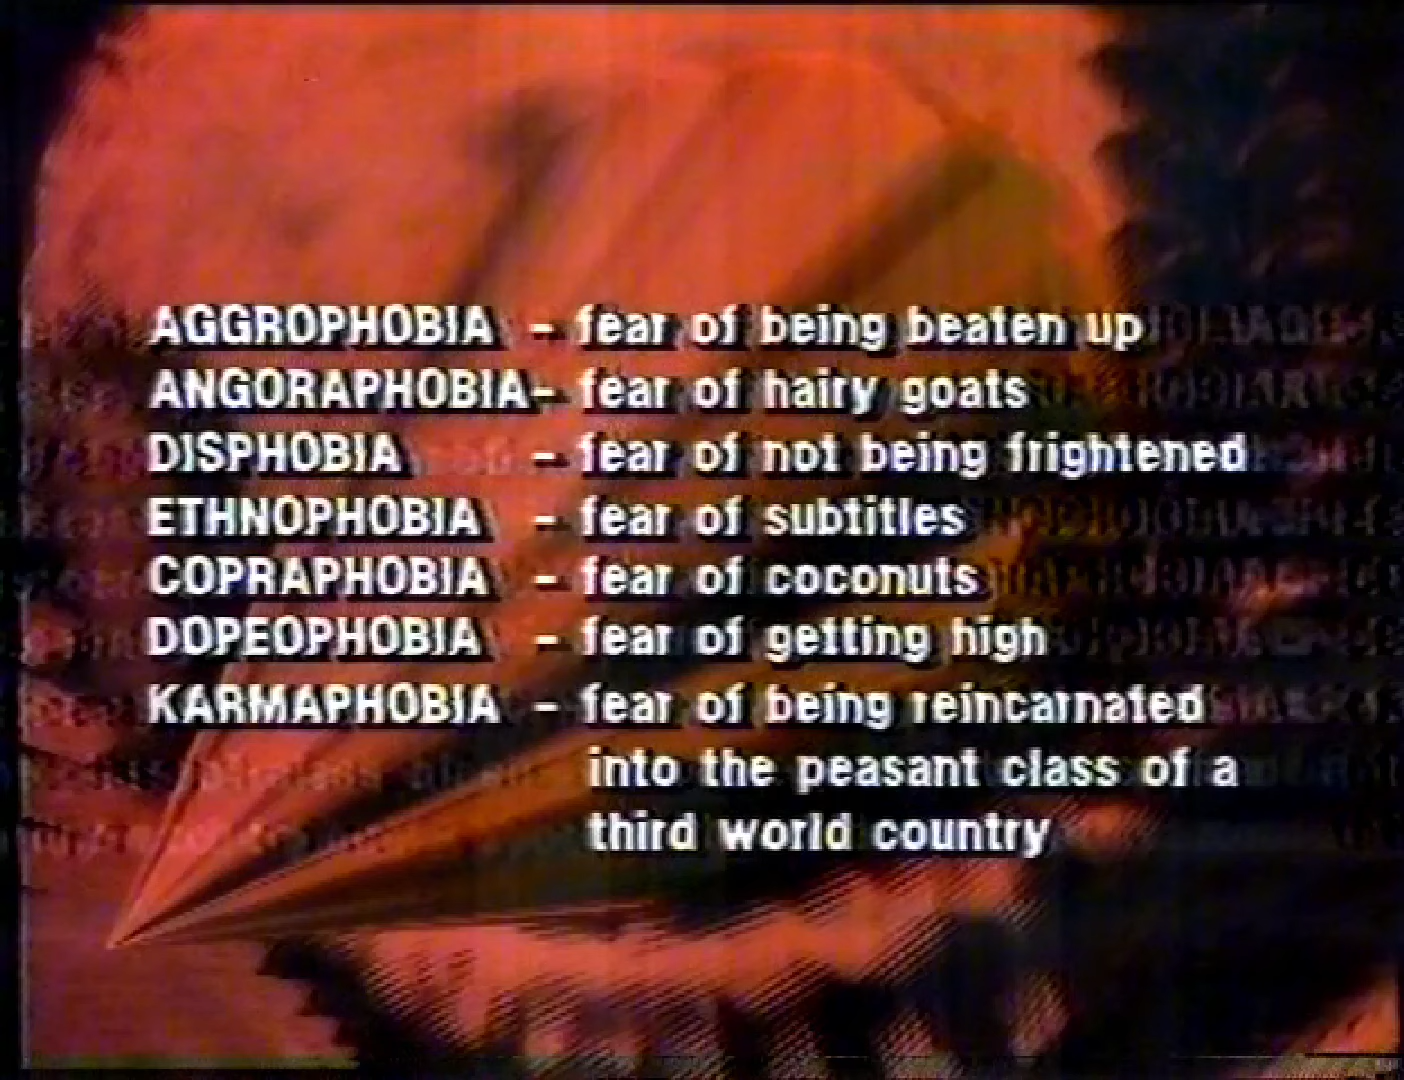 AGGROPHOBIA - fear of being beaten up
ANGORAPHOBIA- fear of hairy goats
DISPHOBIA - fear of not being frightened
ETHNOPHOBIA - fear of subtitles
COPRAPHOBIA - fear of coconuts
DOPEOPHOBIA - fear of getting high
KARMAPHOBIA - fear of being reincarnated
into the peasant class of a
third world country